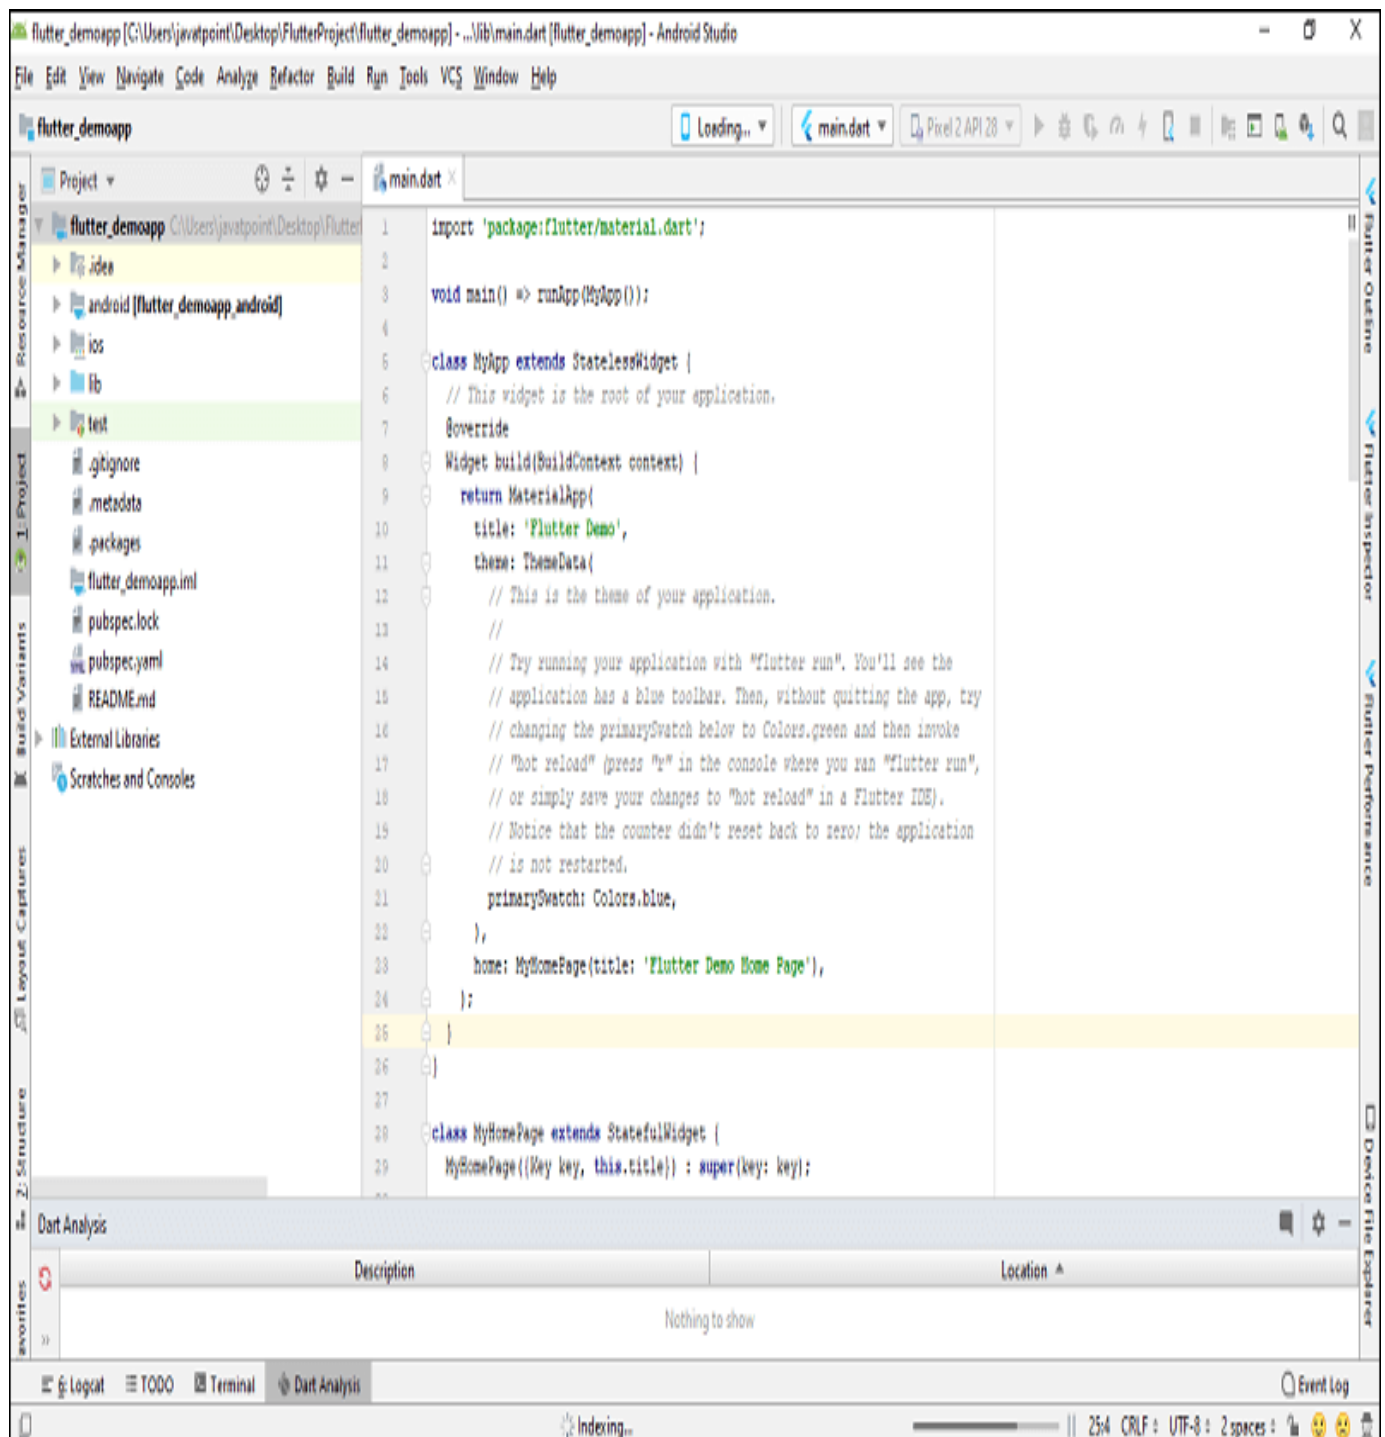 flutter_demoapp [C:\Users\javatpoint\Desktop\FlutterProject\flutter_demoapp] - ...\lib\main.dart [flutter_demoapp] - Android Studio
File Edit View Navigate Code Analyze Refactor Build Run Tools VCS Window Help
flutter_demoapp Loading... main.dart Pixel 2 API 28
Project main.dart
flutter_demoapp C:\Users\javatpoint\Desktop\Flutter
.idea
android [flutter_demoapp_android]
ios
lib
test
.gitignore
.metadata
.packages
flutter_demoapp.iml
pubspec.lock
pubspec.yaml
README.md
External Libraries
Scratches and Consoles
Resource Manager
1: Project
Build Variants
Layout Captures
2: Structure
avorites
1 import 'package:flutter/material.dart';
2
3 void main() => runApp(MyApp());
4
5 class MyApp extends StatelessWidget {
6 // This widget is the root of your application.
7 @override
8 Widget build(BuildContext context) {
9 return MaterialApp(
10 title: 'Flutter Demo',
11 theme: ThemeData(
12 // This is the theme of your application.
13 //
14 // Try running your application with "flutter run". You'll see the
15 // application has a blue toolbar. Then, without quitting the app, try
16 // changing the primarySwatch below to Colors.green and then invoke
17 // "hot reload" (press "r" in the console where you ran "flutter run",
18 // or simply save your changes to "hot reload" in a Flutter IDE).
19 // Notice that the counter didn't reset back to zero; the application
20 // is not restarted.
21 primarySwatch: Colors.blue,
22 ),
23 home: MyHomePage(title: 'Flutter Demo Home Page'),
24 );
25 }
26 }
27
28 class MyHomePage extends StatefulWidget {
29 MyHomePage({Key key, this.title}) : super(key: key);
Flutter Outline
Flutter Inspector
Flutter Performance
Device File Explorer
Dart Analysis
Description Location
Nothing to show
6: Logcat TODO Terminal Dart Analysis Event Log
Indexing... 25:4 CRLF UTF-8 2 spaces